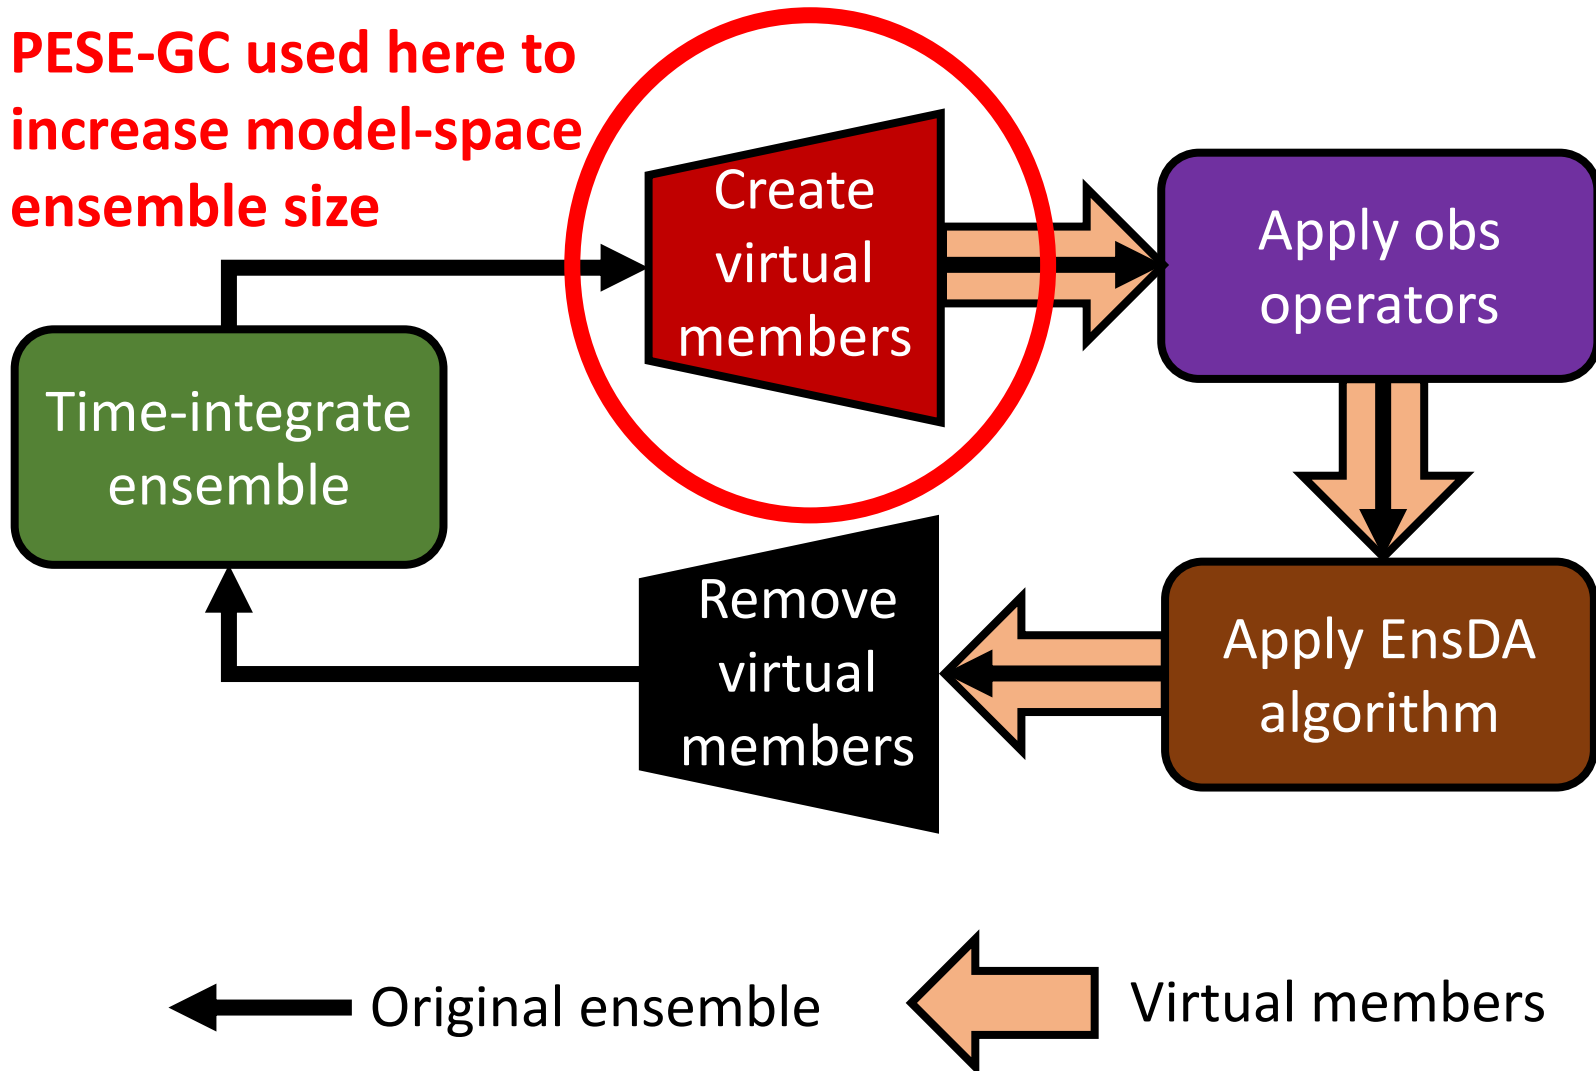 PESE-GC used here to
increase model-space
ensemble size
Create
virtual
members
Apply obs
operators
Time-integrate
ensemble
Remove
virtual
members
Apply EnsDA
algorithm
Original ensemble
Virtual members